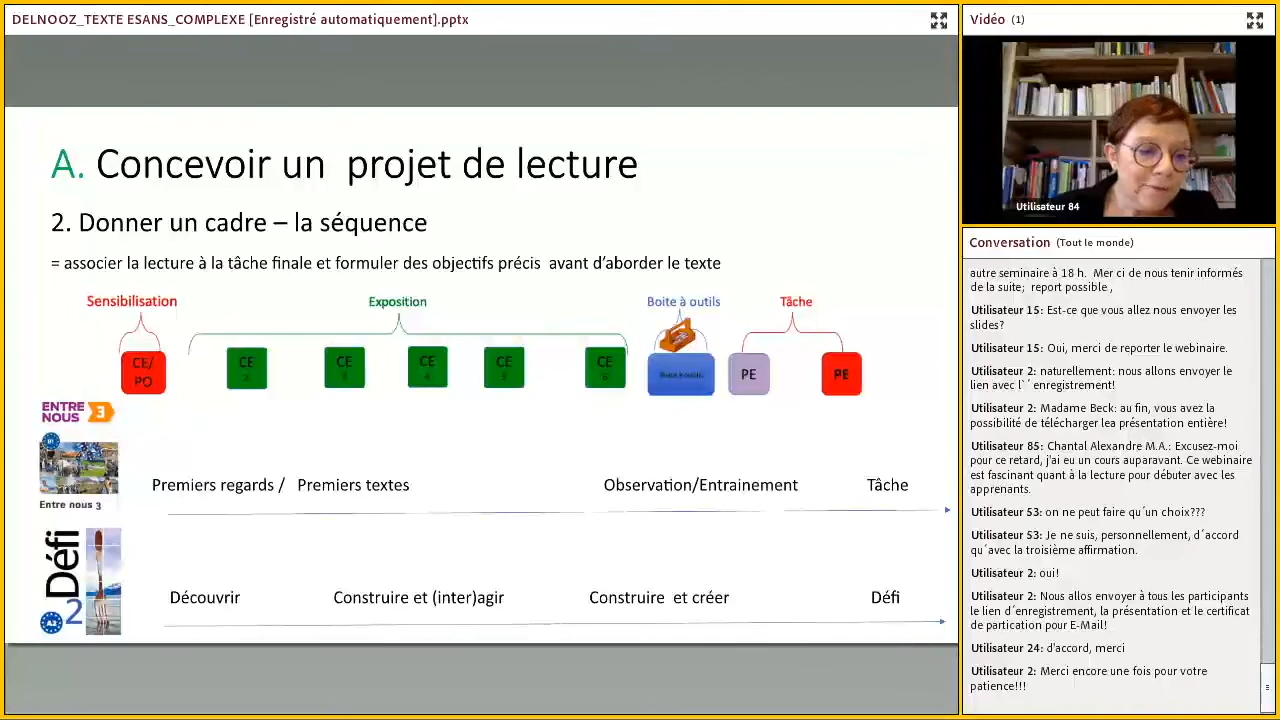 DELNOOZ_TEXTE ESANS_COMPLEXE [Enregistré automatiquement].pptx
A. Concevoir un projet de lecture
2. Donner un cadre – la séquence
= associer la lecture à la tâche finale et formuler des objectifs précis avant d’aborder le texte
Sensibilisation
Exposition
Boite à outils
Tâche
CE/
PO
CE
CE
CE
4
CE
CE
6
PE
PE
ENTRE
NOUS 3
B1
Entre nous 3
Premiers regards / Premiers textes
Observation/Entrainement
Tâche
Défi
2
A2
Découvrir
Construire et (inter)agir
Construire et créer
Défi
Vidéo (1)
Utilisateur 84
Conversation (Tout le monde)
autre seminaire à 18 h. Mer ci de nous tenir informés
de la suite; report possible ,
Utilisateur 15: Est-ce que vous allez nous envoyer les
slides?
Utilisateur 15: Oui, merci de reporter le webinaire.
Utilisateur 2: naturellement, nous allons envoyer le
lien avec l`´ enregistrement!
Utilisateur 2: Madame Beck: au fin, vous avez la
possibilité de télécharger lea présentation entière!
Utilisateur 85: Chantal Alexandre M.A.: Excusez-moi
pour ce retard, j'ai eu un cours auparavant. Ce webinaire
est fascinant quant à la lecture pour débuter avec les
apprenants.
Utilisateur 53: on ne peut faire qu´un choix???
Utilisateur 53: Je ne suis, personnellement, d´accord
qu´avec la troisième affirmation.
Utilisateur 2: oui!
Utilisateur 2: Nous allos envoyer à tous les participants
le lien d´enregistrement, la présentation et le certificat
de partication pour E-Mail!
Utilisateur 24: d'accord, merci
Utilisateur 2: Merci encore une fois pour votre
patience!!!